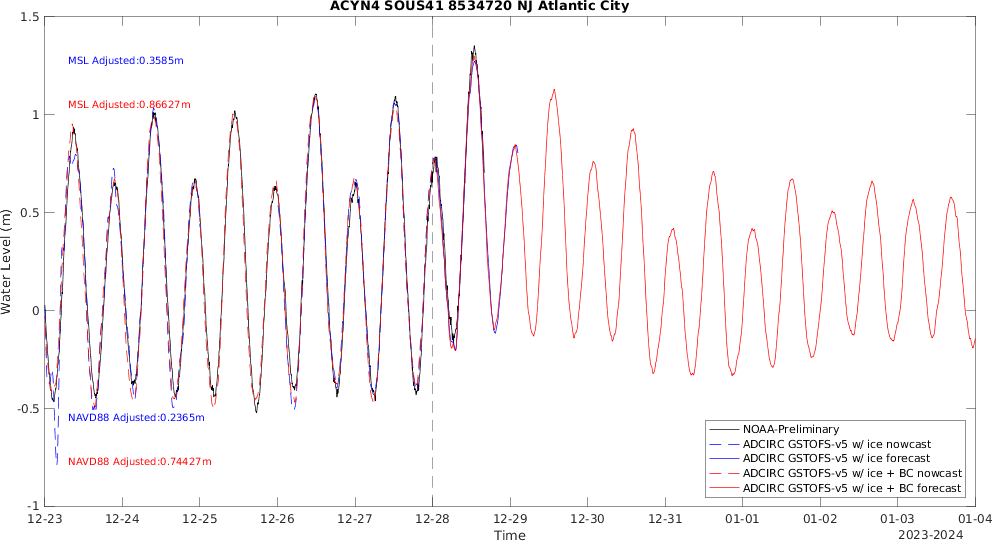 ACYN4 SOUS41 8534720 NJ Atlantic City
1.5
1
0.5
0
-0.5
-1
Water Level (m)
MSL Adjusted:0.3585m
MSL Adjusted:0.86627m
NAVD88 Adjusted:0.2365m
NAVD88 Adjusted:0.74427m
NOAA-Preliminary
ADCIRC GSTOFS-v5 w/ ice nowcast
ADCIRC GSTOFS-v5 w/ ice forecast
ADCIRC GSTOFS-v5 w/ ice + BC nowcast
ADCIRC GSTOFS-v5 w/ ice + BC forecast
12-23 12-24 12-25 12-26 12-27 12-28 12-29 12-30 12-31 01-01 01-02 01-03 01-04
Time
2023-2024